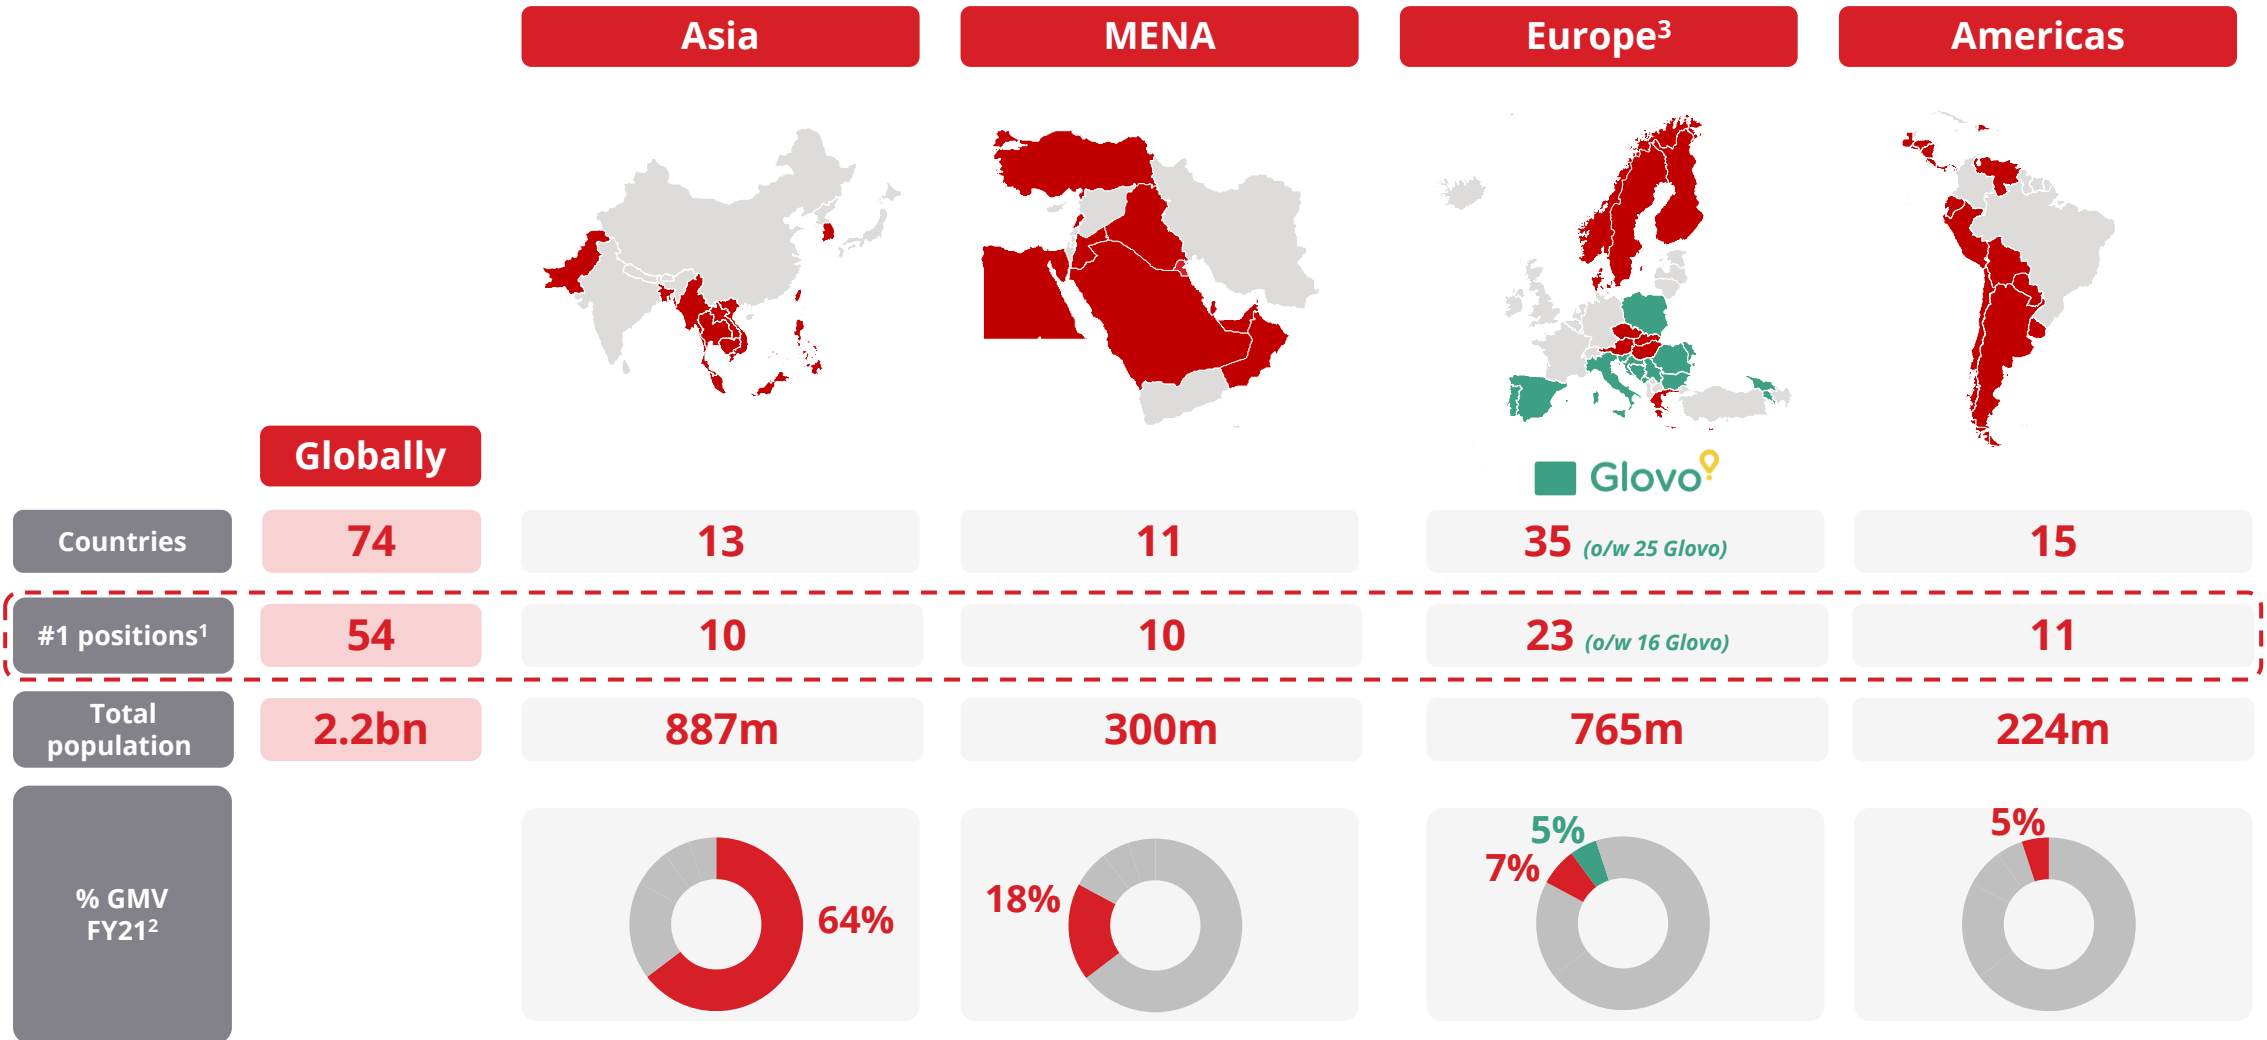 Asia
MENA
Europe³
Americas
Globally
Glovo
Countries
74
13
11
35 (o/w 25 Glovo)
15
#1 positions¹
54
10
10
23 (o/w 16 Glovo)
11
Total
population
2.2bn
887m
300m
765m
224m
% GMV
FY21²
64%
18%
5%
7%
5%